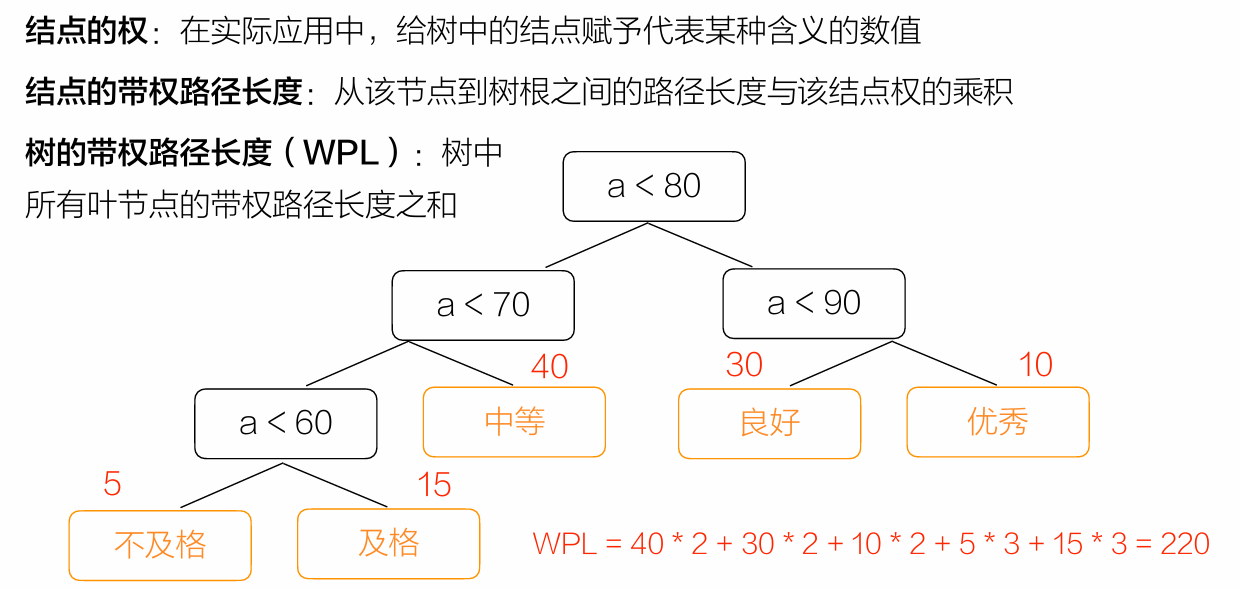 结点的权：在实际应用中，给树中的结点赋予代表某种含义的数值
结点的带权路径长度：从该节点到树根之间的路径长度与该结点权的乘积
树的带权路径长度（WPL）：树中
所有叶节点的带权路径长度之和
a < 80
a < 70
a < 90
40
30
10
a < 60
中等
良好
优秀
5
15
不及格
及格
WPL = 40 * 2 + 30 * 2 + 10 * 2 + 5 * 3 + 15 * 3 = 220